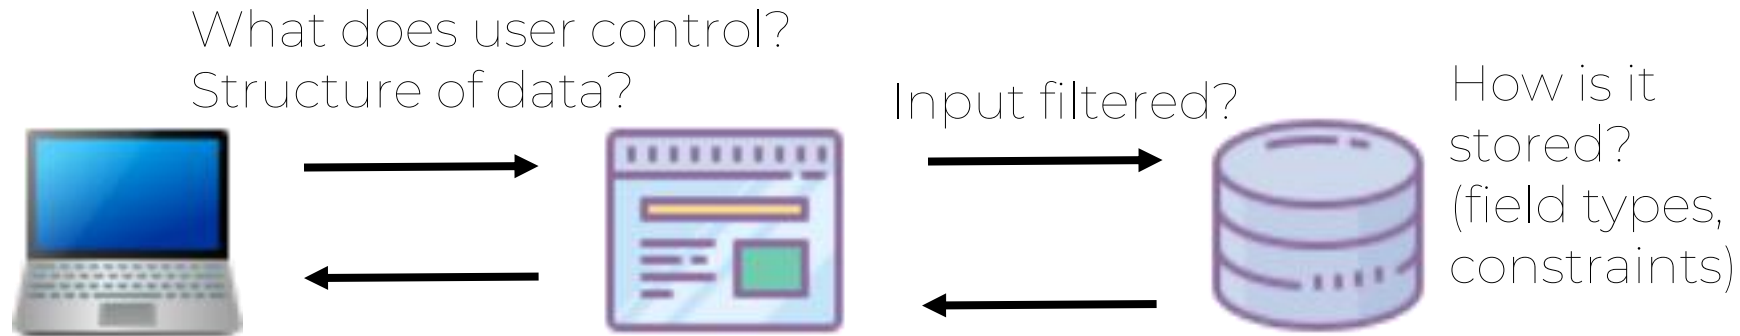 What does user control?
Structure of data?
Input filtered?
How is it
stored?
(field types,
constraints)